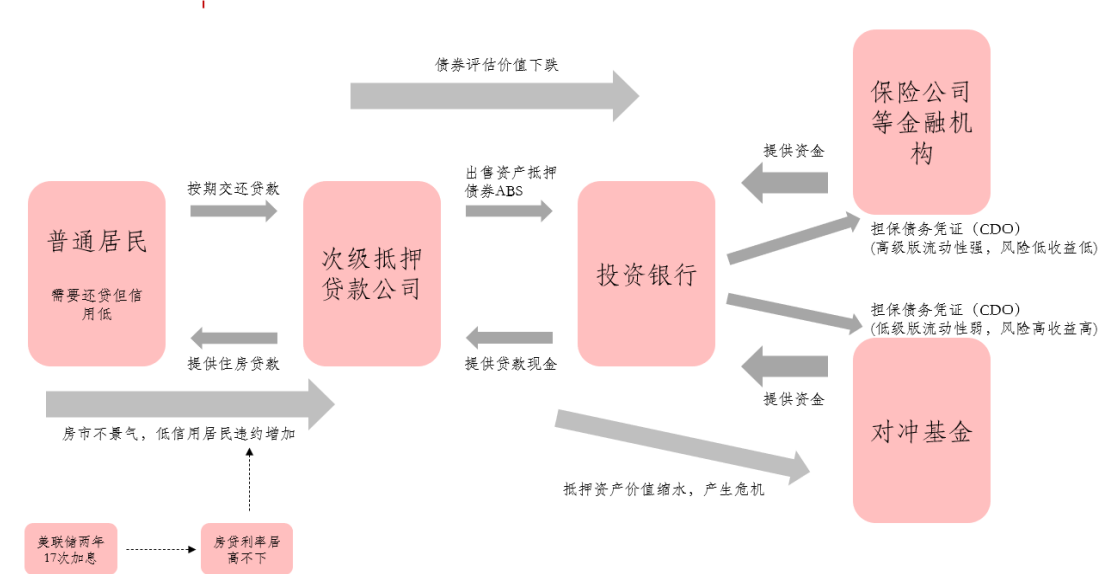 债券评估价值下跌
保险公司
等金融机
构
提供资金
按期交还贷款
出售资产抵押
债券ABS
普通居民
需要还贷但信
用低
次级抵押
贷款公司
投资银行
担保债务凭证（CDO）
(高级版流动性强，风险低收益低)
担保债务凭证（CDO）
(低级版流动性弱，风险高收益高)
提供住房贷款
提供贷款现金
提供资金
对冲基金
房市不景气，低信用居民违约增加
抵押资产价值缩水，产生危机
美联储两年
17次加息
房贷利率居
高不下